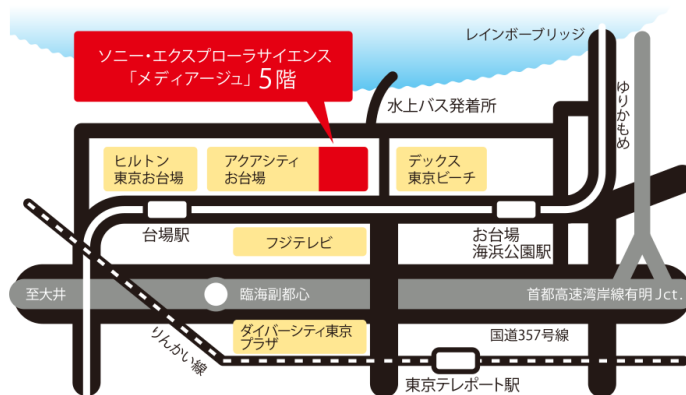 レインボーブリッジ
ソニー・エクスプローラサイエンス
「メディアージュ」5階
ゆりかもめ
水上バス発着所
ヒルトン
東京お台場
アクアシティ
お台場
デックス
東京ビーチ
台場駅
フジテレビ
お台場
海浜公園駅
至大井
臨海副都心
首都高速湾岸線有明Jct.
りんかい線
ダイバーシティ東京
プラザ
国道357号線
東京テレポート駅